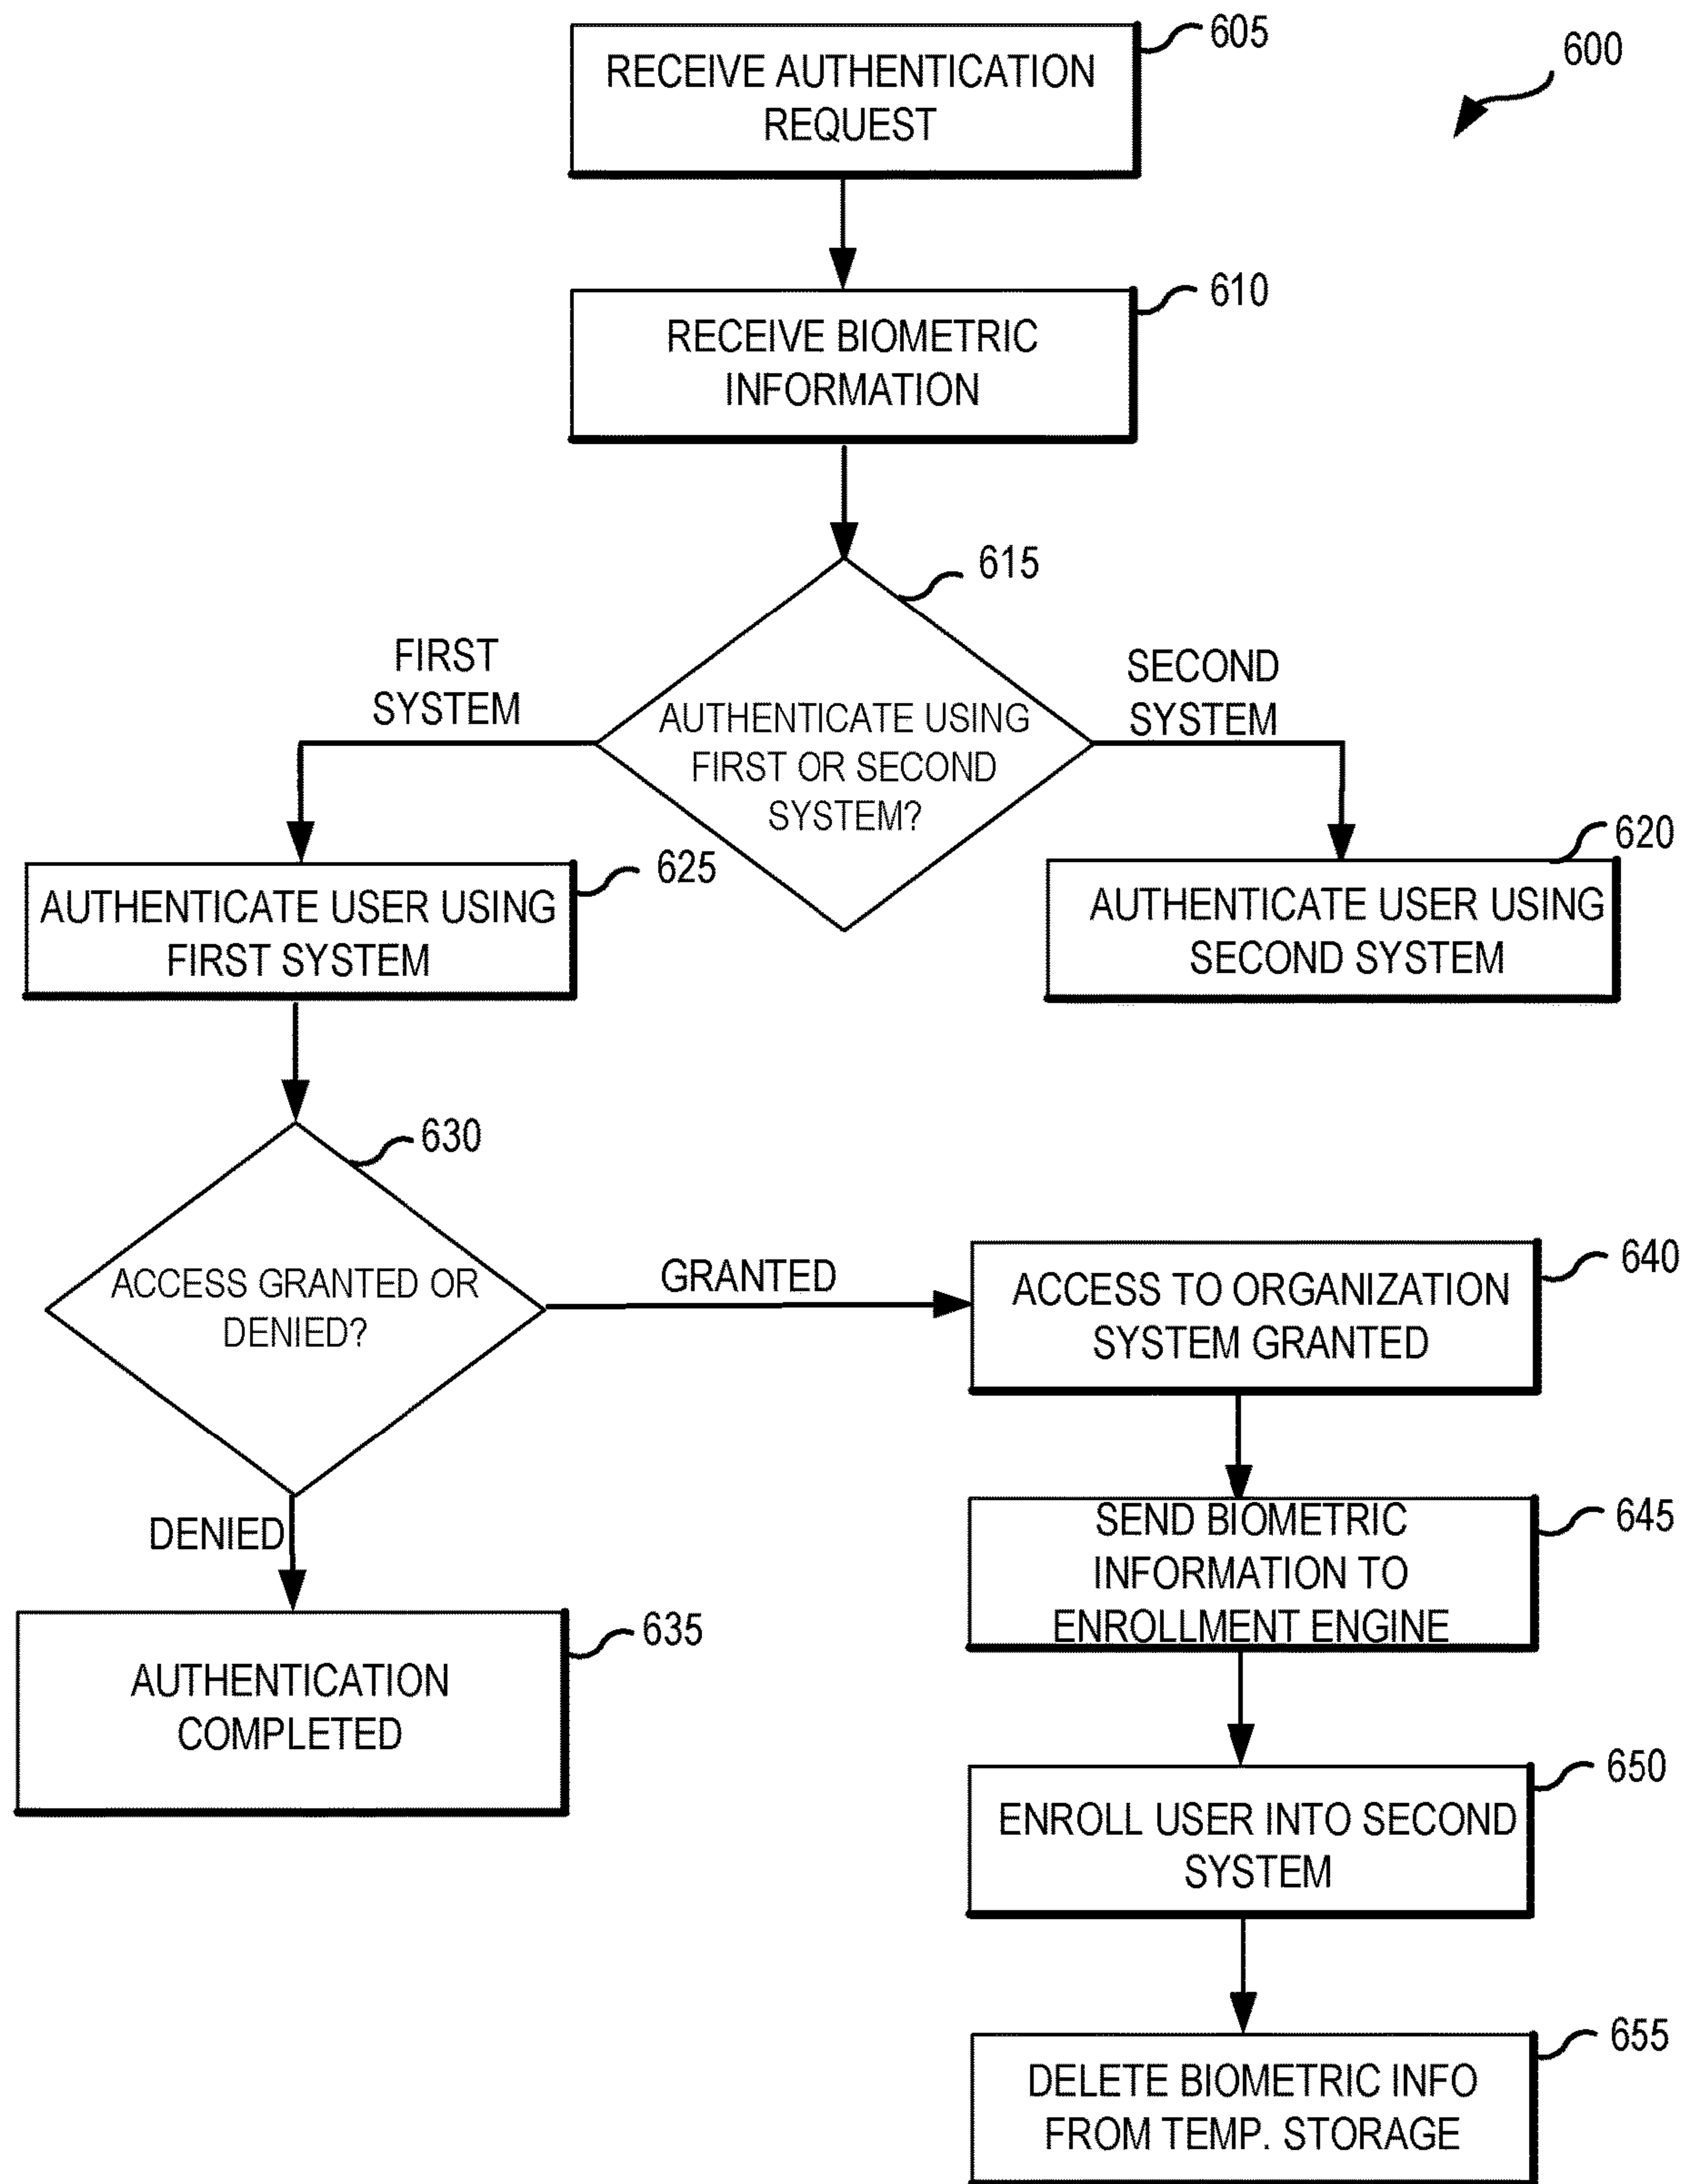 605
600
RECEIVE AUTHENTICATION
REQUEST
610
RECEIVE BIOMETRIC
INFORMATION
615
FIRST
SYSTEM
SECOND
SYSTEM
AUTHENTICATE USING
FIRST OR SECOND
SYSTEM?
625
620
AUTHENTICATE USER USING
FIRST SYSTEM
AUTHENTICATE USER USING
SECOND SYSTEM
630
ACCESS GRANTED OR
DENIED?
GRANTED
640
ACCESS TO ORGANIZATION
SYSTEM GRANTED
DENIED
645
SEND BIOMETRIC
INFORMATION TO
ENROLLMENT ENGINE
635
AUTHENTICATION
COMPLETED
650
ENROLL USER INTO SECOND
SYSTEM
655
DELETE BIOMETRIC INFO
FROM TEMP. STORAGE